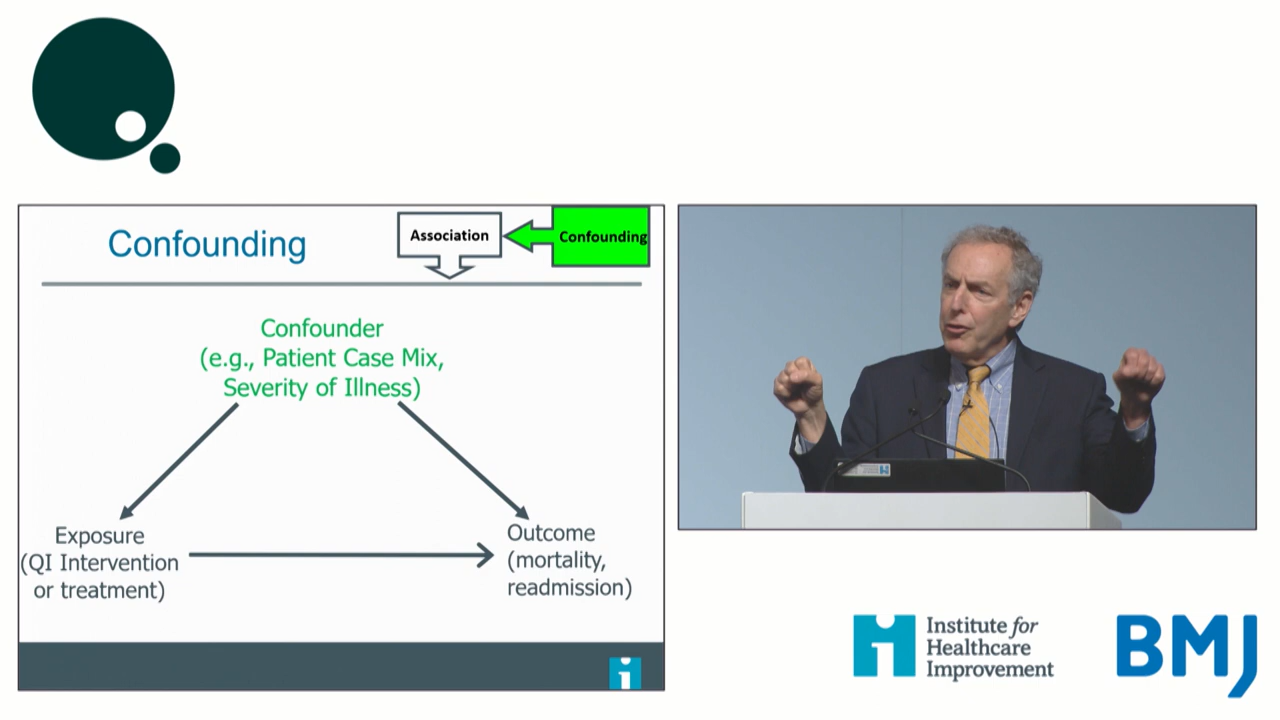 Confounding
Association
Confounding
Confounder
(e.g., Patient Case Mix,
Severity of Illness)
Exposure
(QI Intervention
or treatment)
Outcome
(mortality,
readmission)
Institute for
Healthcare
Improvement
BMJ